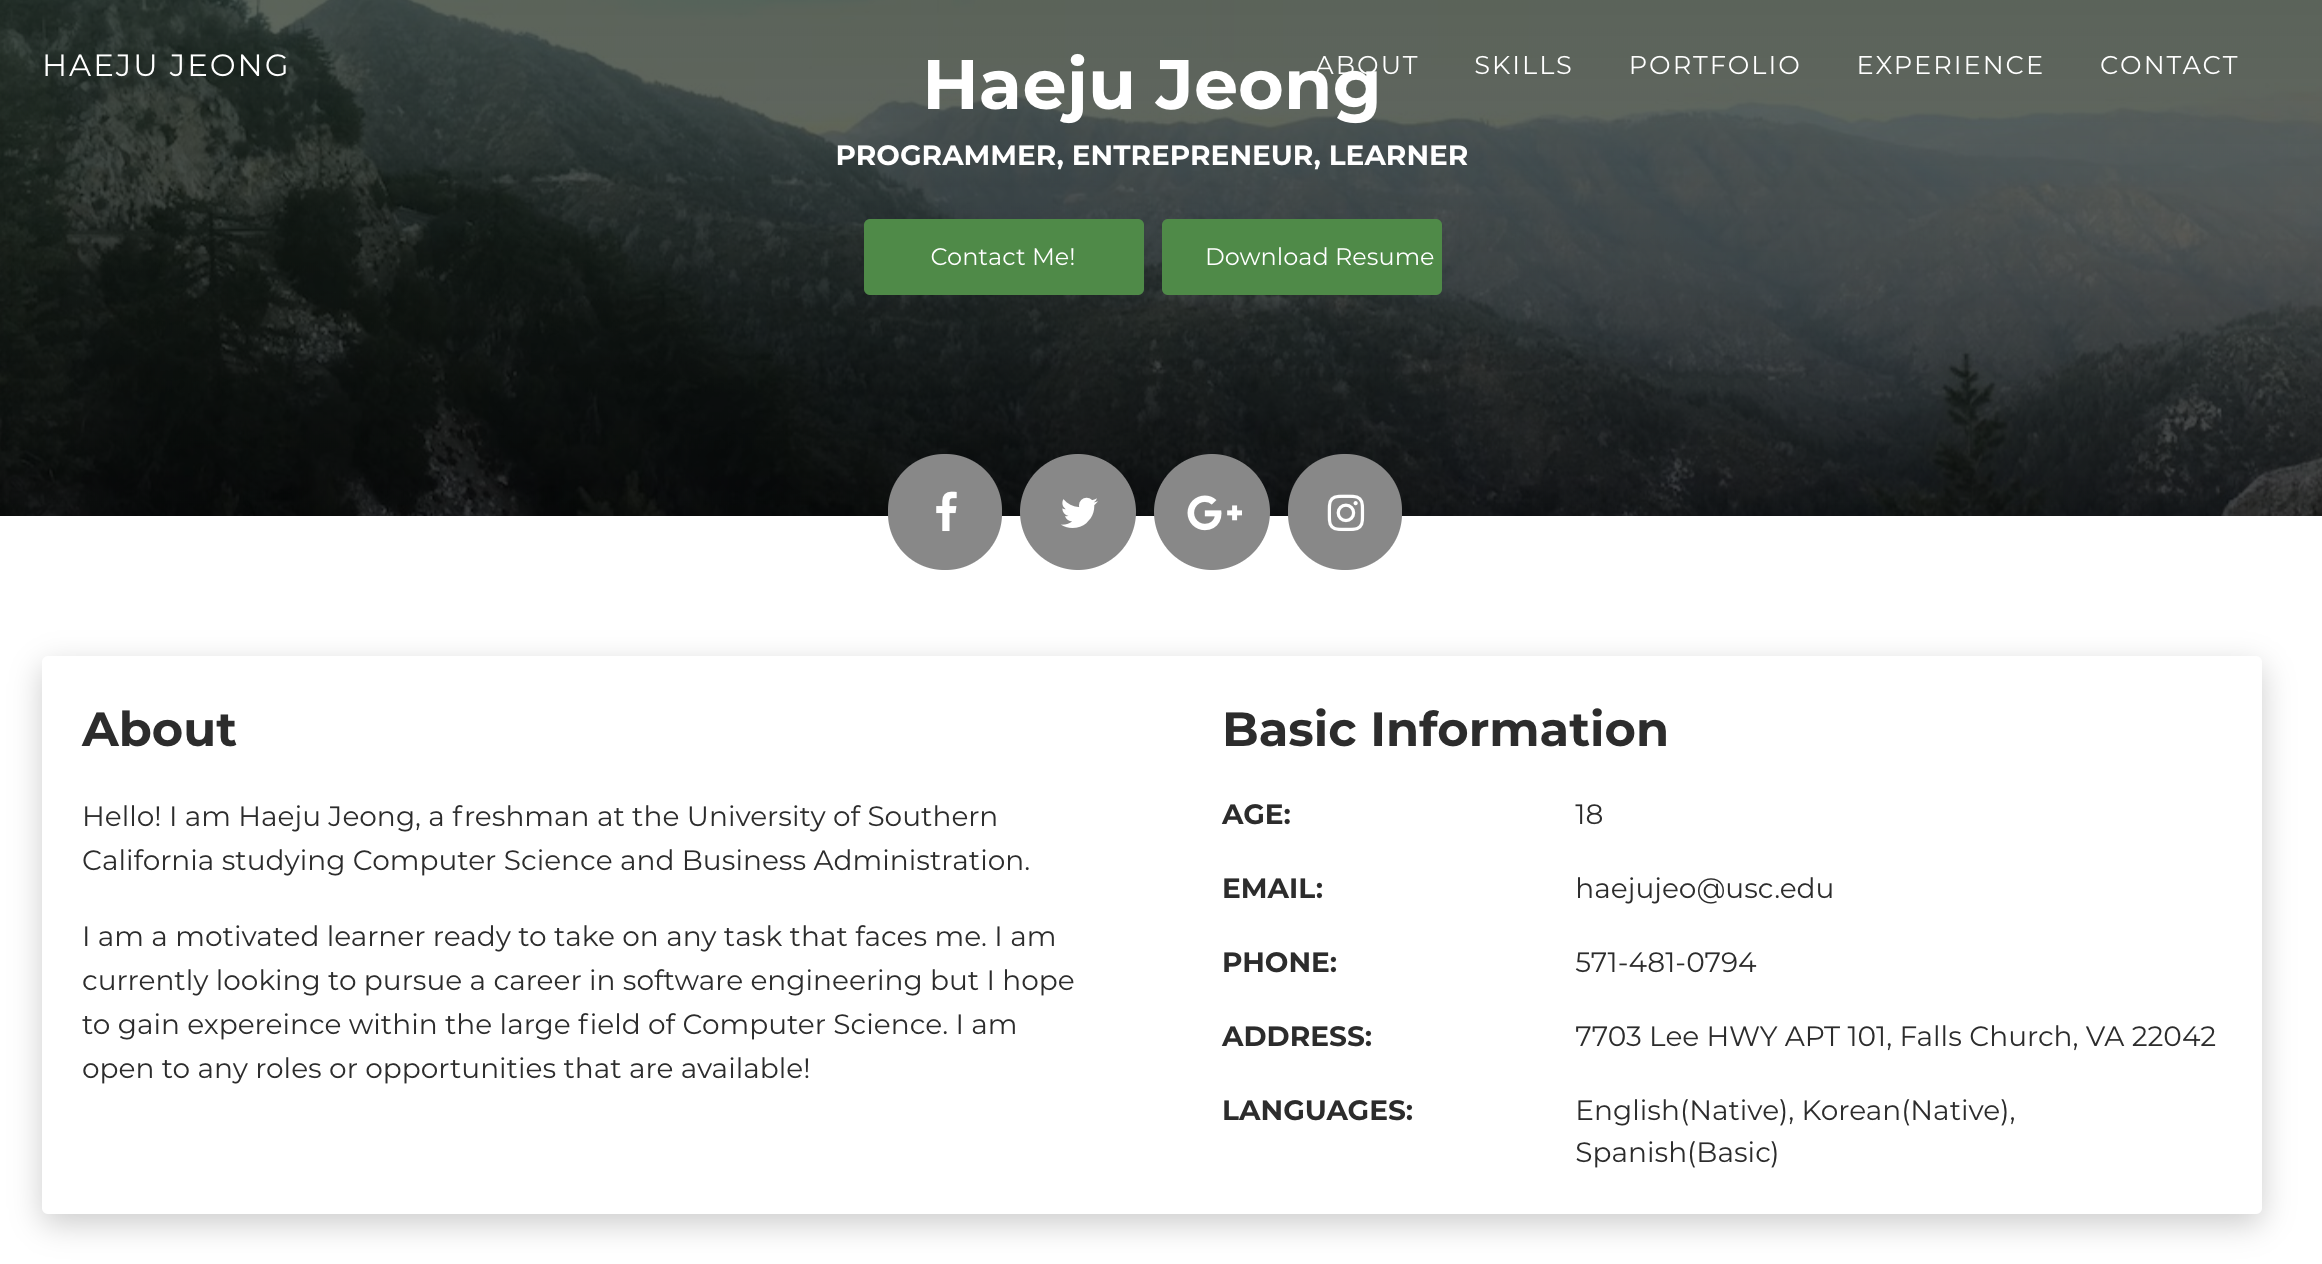 HAEJU JEONG
ABOUT SKILLS PORTFOLIO EXPERIENCE CONTACT
Haeju Jeong
PROGRAMMER, ENTREPRENEUR, LEARNER
Contact Me!
Download Resume
About
Hello! I am Haeju Jeong, a freshman at the University of Southern
California studying Computer Science and Business Administration.
I am a motivated learner ready to take on any task that faces me. I am
currently looking to pursue a career in software engineering but I hope
to gain expereince within the large field of Computer Science. I am
open to any roles or opportunities that are available!
Basic Information
AGE: 18
EMAIL: haejujeo@usc.edu
PHONE: 571-481-0794
ADDRESS: 7703 Lee HWY APT 101, Falls Church, VA 22042
LANGUAGES: English(Native), Korean(Native),
Spanish(Basic)